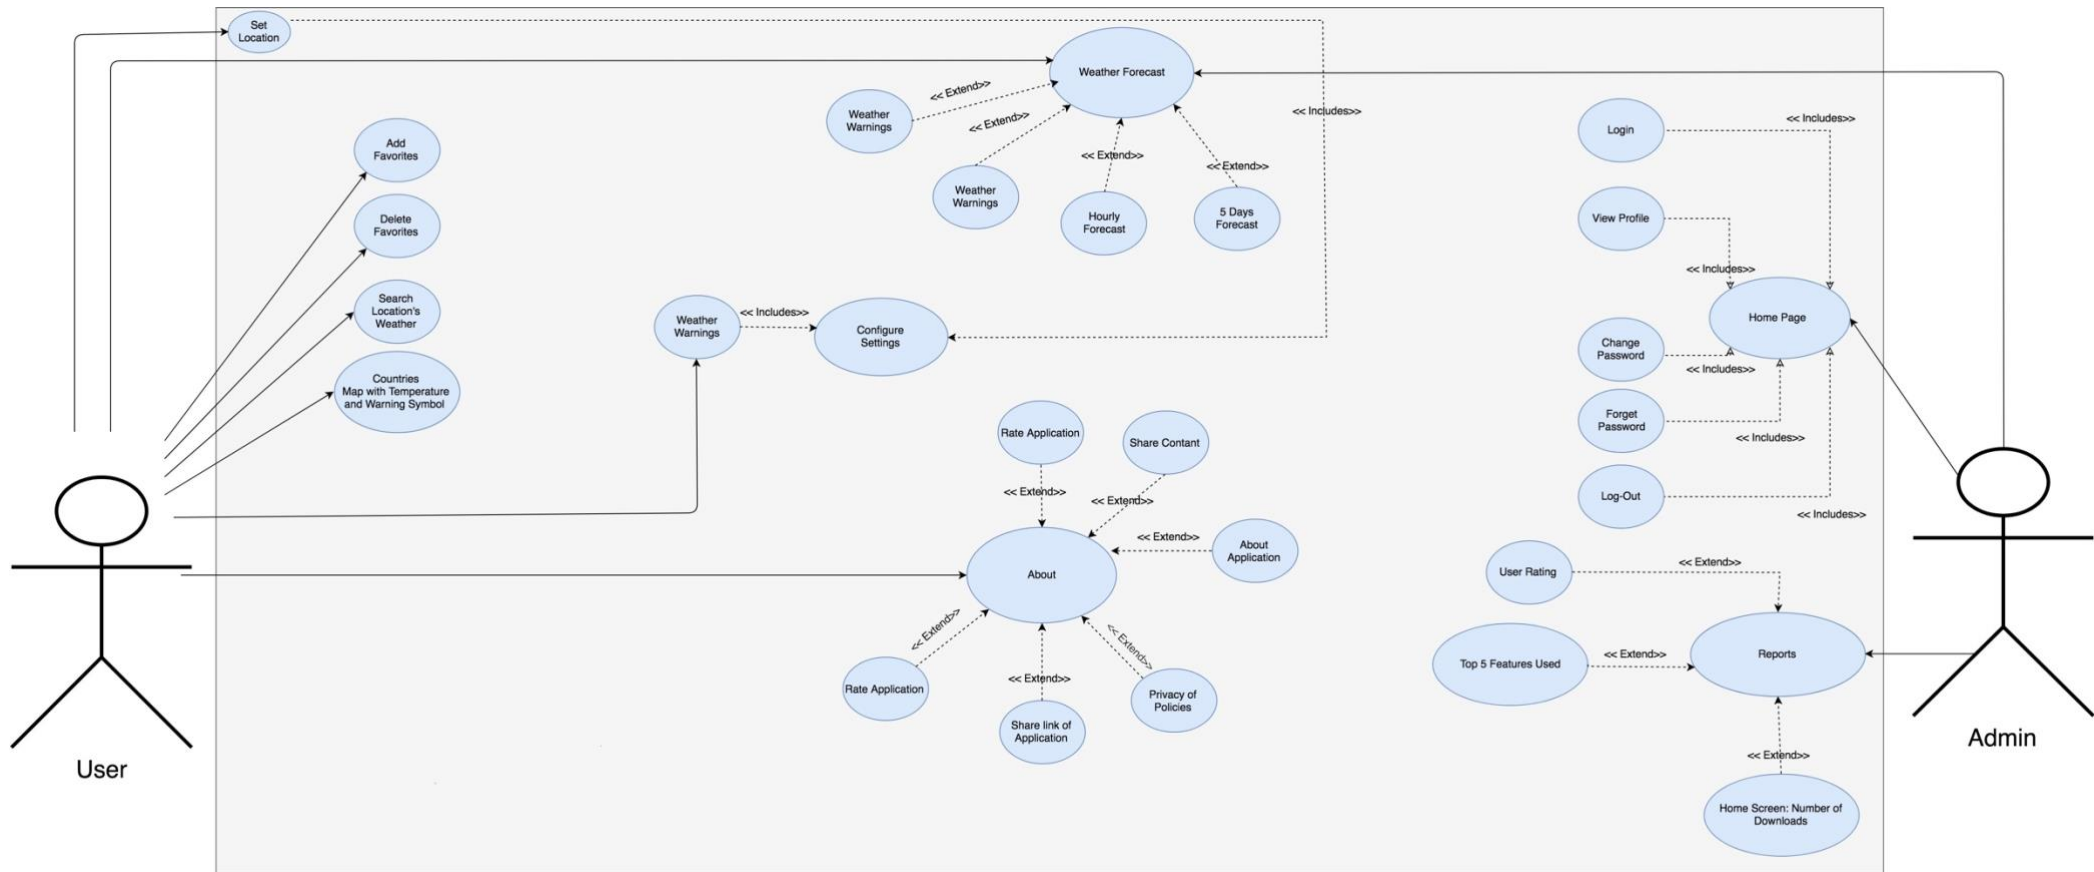 Set
Location
Weather Forecast
<< Extend>>
Weather
Warnings
<< Extend>>
<< Includes>>
Login
<< Includes>>
Add
Favorites
<< Extend>>
<< Extend>>
Weather
Warnings
Hourly
Forecast
5 Days
Forecast
View Profile
Delete
Favorites
<< Includes>>
Search
Location's
Weather
Weather
Warnings
<< Includes>>
Configure
Settings
Home Page
Change
Password
<< Includes>>
Countries
Map with Temperature
and Warning Symbol
Forget
Password
<< Includes>>
Rate Application
Share Contant
<< Extend>>
<< Extend>>
Log-Out
<< Includes>>
<< Extend>>
About
Application
About
User Rating
<< Extend>>
<< Extend>>
<< Extend>>
Top 5 Features Used
<< Extend>>
Reports
Rate Application
<< Extend>>
Privacy of
Policies
Share link of
Application
User
Admin
<< Extend>>
Home Screen: Number of
Downloads